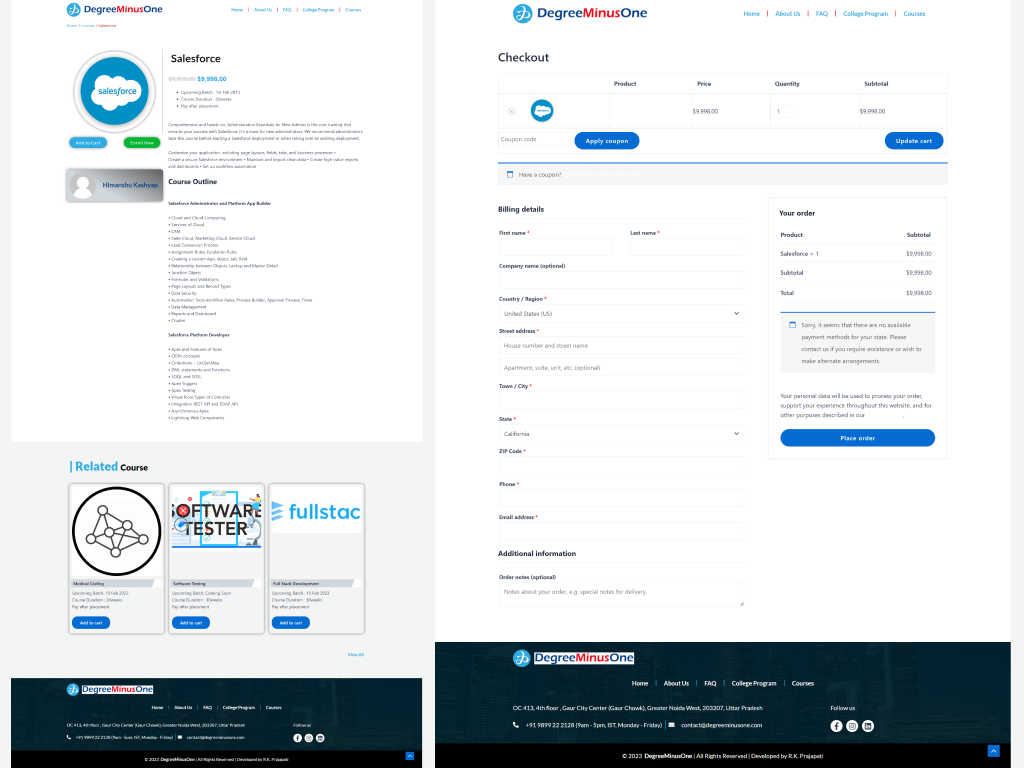 DegreeMinusOne
Home | About Us | FAQ | College Program | Courses
Home / Courses / Salesforce
salesforce
Salesforce
$9,999.00 $9,998.00
• Upcoming Batch : 1st Feb 2023
• Course Duration : 30weeks
• Pay after placement
Add to Cart
Enroll Now
Comprehensive and hands-on, Administration Essentials for New Admins is the core training that
ensures your success with Salesforce. It's a must for new administrators. We recommend administrators
take this course before starting a Salesforce deployment or when taking over an existing deployment.
Customize your application, including page layouts, fields, tabs, and business processes •
Create a secure Salesforce environment • Maintain and import clean data • Create high-value reports
and dashboards • Set up workflow automation
Himanshu Kashyap
Course Outline
Salesforce Administrator and Platform App Builder
• Cloud and Cloud Computing
• Services of Cloud
• CRM
• Sales Cloud, Marketing Cloud, Service Cloud
• Lead Conversion Process
• Assignment Rules, Escalation Rules
• Creating a custom App, object, tab, field
• Relationship between Objects Lookup and Master Detail
• Junction Object
• Formulas and Validations
• Page Layouts and Record Types
• Data Security
• Automation Tools workflow Rules, Process Builder, Approval Process, Flows
• Data Management
• Reports and Dashboard
• Chatter
Salesforce Platform Developer
• Apex and Features of Apex
• OOPs concepts
• Collections – List,Set,Map
• DML statements and Functions
• SOQL and SOSL
• Apex Triggers
• Apex Testing
• Visual force Types of Controller
• Integration REST API and SOAP API
• Asynchronous Apex
• Lightning Web Components
Related Course
SOFTWARE
TESTER
fullstac
Medical Coding
Upcoming Batch: 10 Feb 2023
Course Duration : 20weeks
Pay after placement
Add to cart
Software Testing
Upcoming Batch: Coming Soon
Course Duration : 30weeks
Pay after placement
Add to cart
Full Stack Development
Upcoming Batch : 15 Feb 2023
Course Duration : 30weeks
Pay after placement
Add to cart
View All
DegreeMinusOne
Home | About Us | FAQ | College Program | Courses
OC 413, 4th floor , Gaur City Center (Gaur Chowk), Greater Noida West, 203207, Uttar Pradesh
+91 9899 22 2128 (9am - 5pm, IST, Monday - Friday) | contact@degreeminusone.com
Follow us
© 2023 DegreeMinusOne | All Rights Reserved | Developed by R.K. Prajapati
DegreeMinusOne
Home | About Us | FAQ | College Program | Courses
Checkout
Product Price Quantity Subtotal
$9,998.00 1 $9,998.00
Coupon code
Apply coupon
Update cart
Have a coupon?
Billing details
First name *
Last name *
Company name (optional)
Country / Region *
United States (US)
Street address *
House number and street name
Apartment, suite, unit, etc. (optional)
Town / City *
State *
California
ZIP Code *
Phone *
Email address *
Additional information
Order notes (optional)
Notes about your order, e.g. special notes for delivery.
Your order
Product Subtotal
Salesforce × 1 $9,998.00
Subtotal $9,998.00
Total $9,998.00
Sorry, it seems that there are no available
payment methods for your state. Please
contact us if you require assistance or wish to
make alternate arrangements.
Your personal data will be used to process your order,
support your experience throughout this website, and for
other purposes described in our .
Place order
DegreeMinusOne
Home | About Us | FAQ | College Program | Courses
OC 413, 4th floor , Gaur City Center (Gaur Chowk), Greater Noida West, 203207, Uttar Pradesh
+91 9899 22 2128 (9am - 5pm, IST, Monday - Friday) | contact@degreeminusone.com
Follow us
© 2023 DegreeMinusOne | All Rights Reserved | Developed by R.K. Prajapati